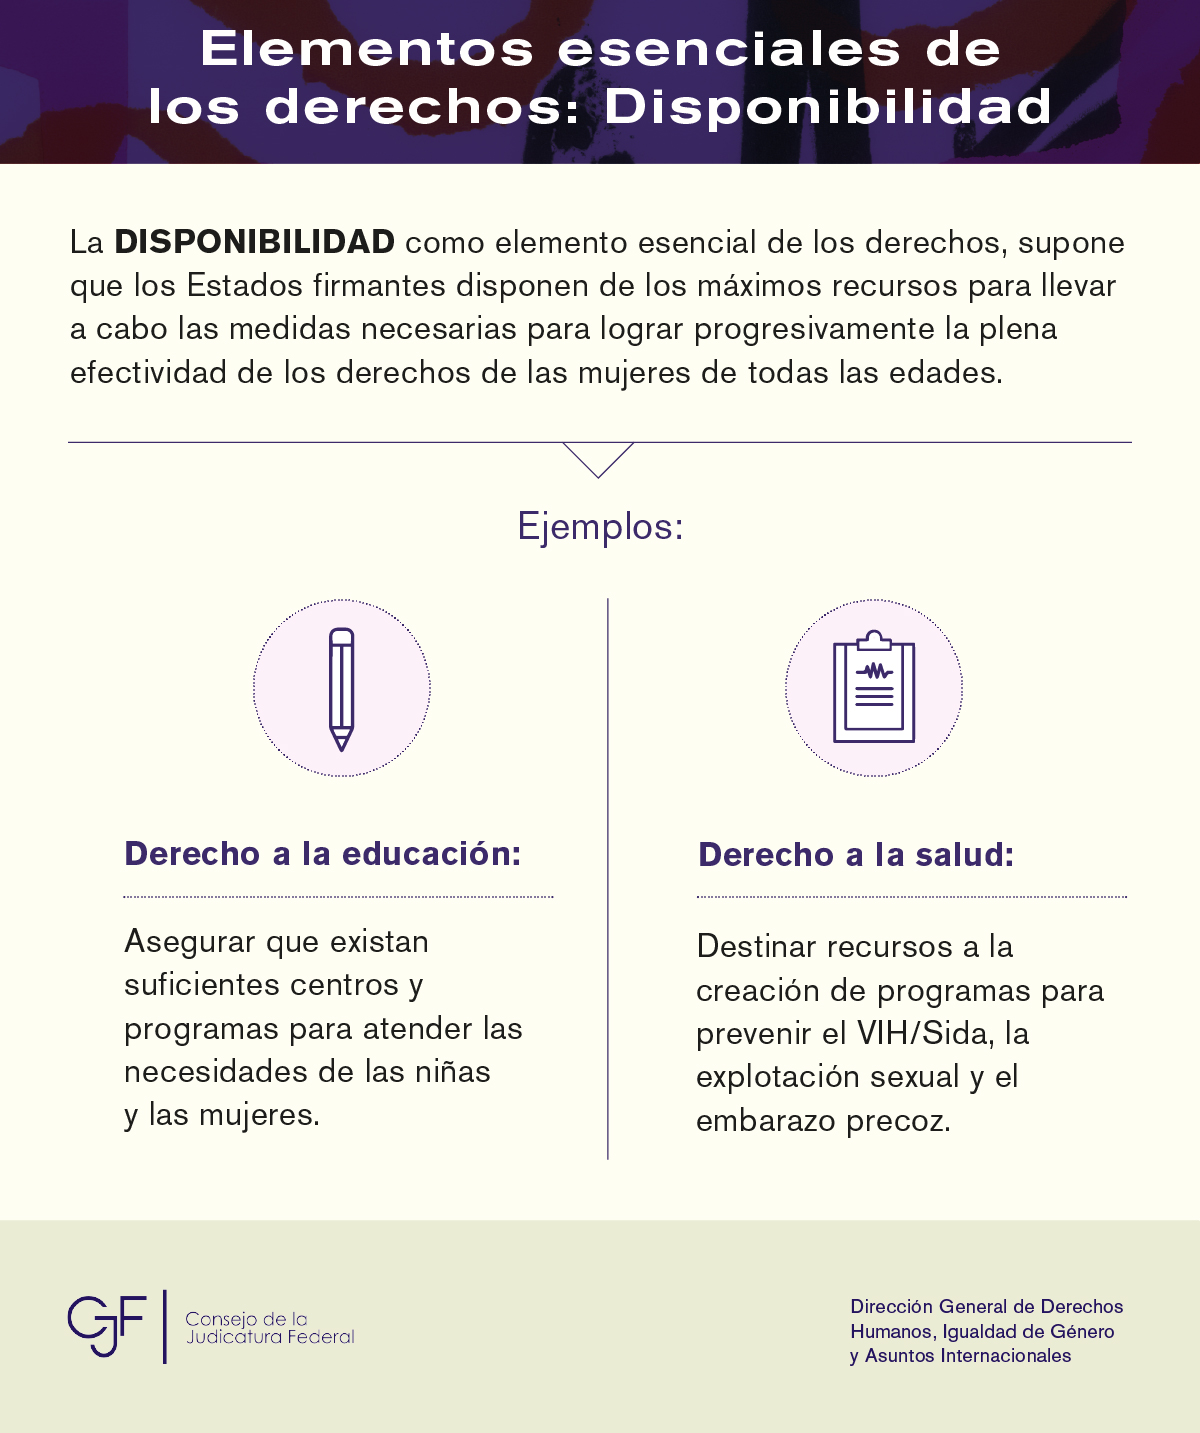 Elementos esenciales de
los derechos: Disponibilidad
La DISPONIBILIDAD como elemento esencial de los derechos, supone
que los Estados firmantes disponen de los máximos recursos para llevar
a cabo las medidas necesarias para lograr progresivamente la plena
efectividad de los derechos de las mujeres de todas las edades.
Ejemplos:
Derecho a la educación:
Asegurar que existan
suficientes centros y
programas para atender las
necesidades de las niñas
y las mujeres.
Derecho a la salud:
Destinar recursos a la
creación de programas para
prevenir el VIH/Sida, la
explotación sexual y el
embarazo precoz.
CJF
Consejo de la
Judicatura Federal
Dirección General de Derechos
Humanos, Igualdad de Género
y Asuntos Internacionales